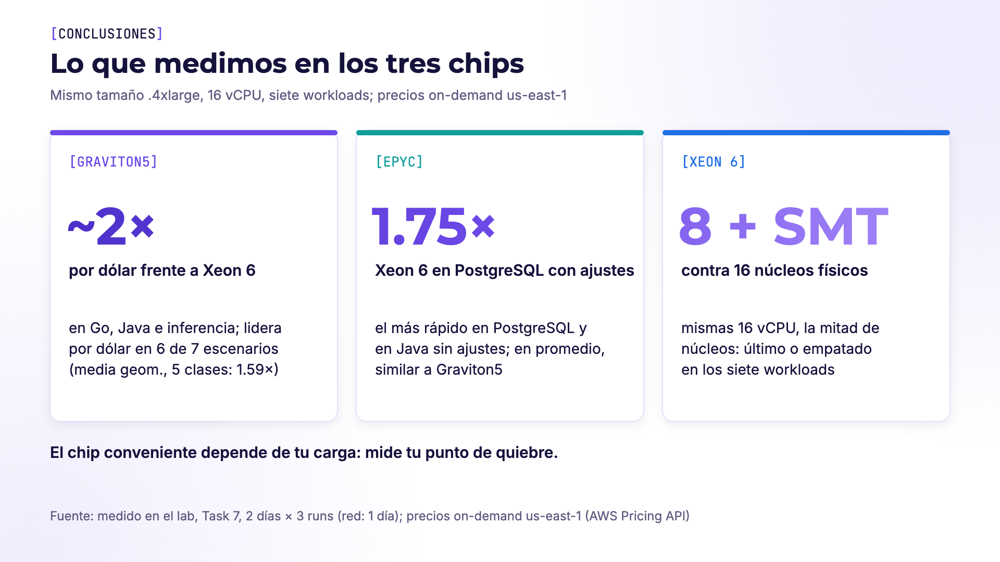 [CONCLUSIONES]
Lo que medimos en los tres chips
Mismo tamaño .4xlarge, 16 vCPU, siete workloads; precios on-demand us-east-1
[GRAVITON5]
~2×
por dólar frente a Xeon 6
en Go, Java e inferencia; lidera
por dólar en 6 de 7 escenarios
(media geom., 5 clases: 1.59×)
[EPYC]
1.75×
Xeon 6 en PostgreSQL con ajustes
el más rápido en PostgreSQL y
en Java sin ajustes; en promedio,
similar a Graviton5
[XEON 6]
8 + SMT
contra 16 núcleos físicos
mismas 16 vCPU, la mitad de
núcleos: último o empatado
en los siete workloads
El chip conveniente depende de tu carga: mide tu punto de quiebre.
Fuente: medido en el lab, Task 7, 2 días × 3 runs (red: 1 día); precios on-demand us-east-1 (AWS Pricing API)